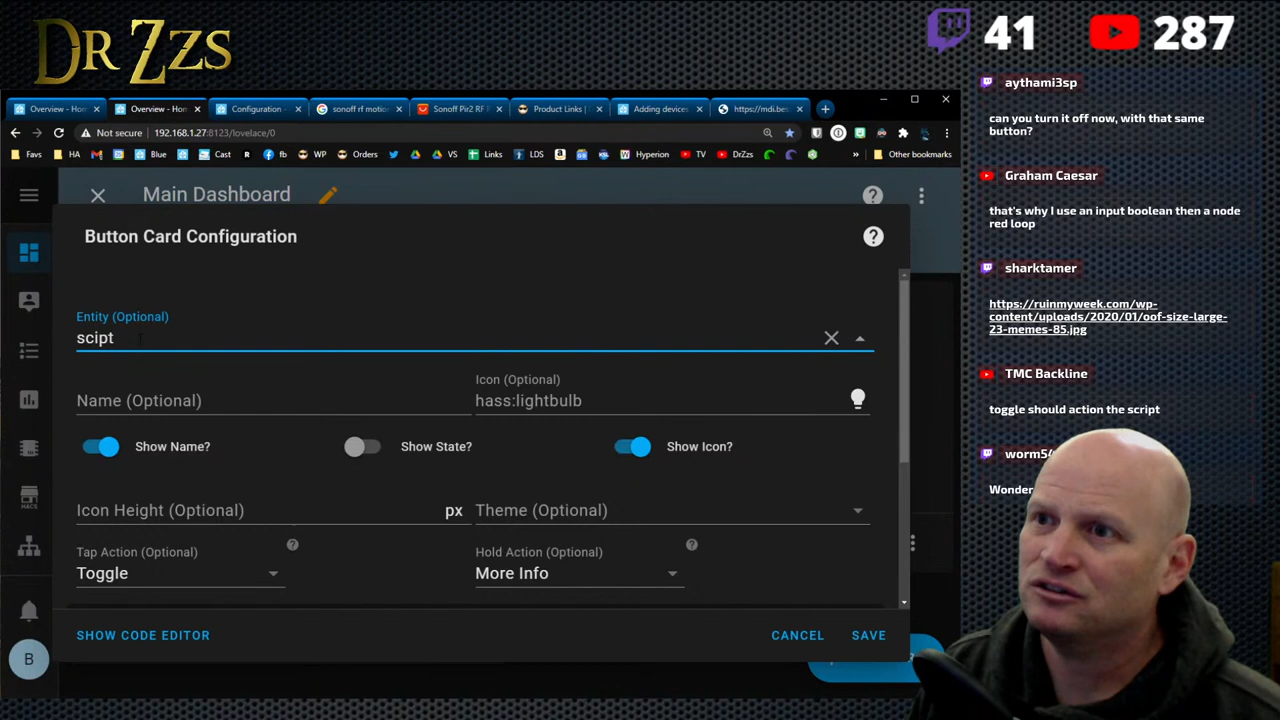 DR ZZS
41
287
Overview - Hom
Overview - Hom
Configuration
sonoff rf motion
Sonoff Pir2 RF F
Product Links |
Adding devices
https://mdi.bes
Not secure
192.168.1.27:8123/lovelace/0
Favs
HA
Blue
Cast
fb
WP
Orders
VS
Links
LDS
Hyperion
TV
DrZzs
»
Other bookmarks
Main Dashboard
Button Card Configuration
Entity (Optional)
scipt
Name (Optional)
Icon (Optional)
hass:lightbulb
Show Name?
Show State?
Show Icon?
Icon Height (Optional)
px
Theme (Optional)
Tap Action (Optional)
Toggle
Hold Action (Optional)
More Info
SHOW CODE EDITOR
CANCEL
SAVE
HACS
B
aythami3sp
can you turn it off now, with that same
button?
Graham Caesar
that's why I use an input boolean then a node
red loop
sharktamer
https://ruinmyweek.com/wp-
content/uploads/2020/01/oof-size-large-
23-memes-85.jpg
TMC Backline
toggle should action the script
worm54
Wonder